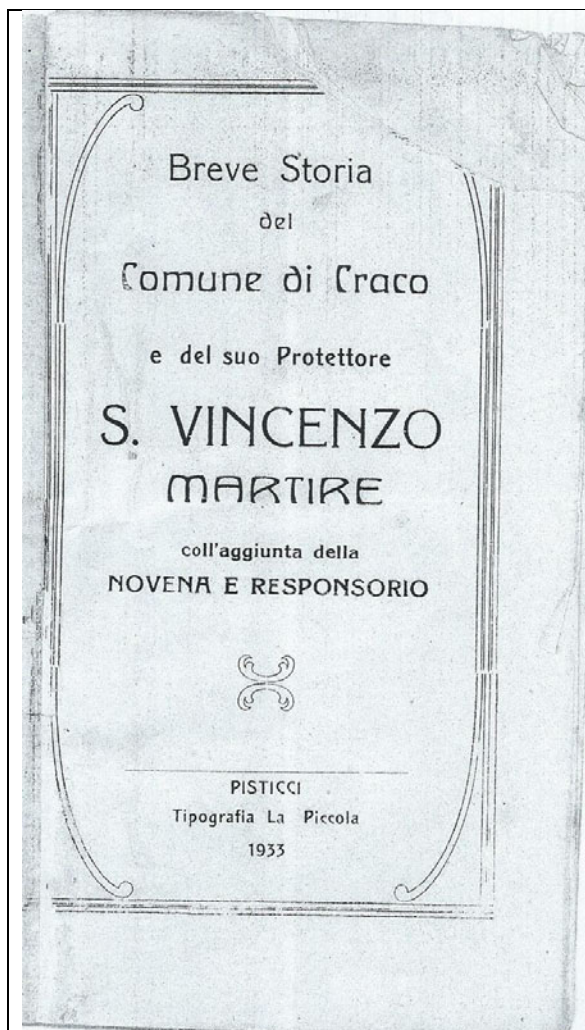 Breve Storia
del
Comune di Craco
e del suo Protettore
S. VINCENZO
MARTIRE
coll'aggiunta della
NOVENA E RESPONSORIO
PISTICCI
Tipografia La Piccola
1933